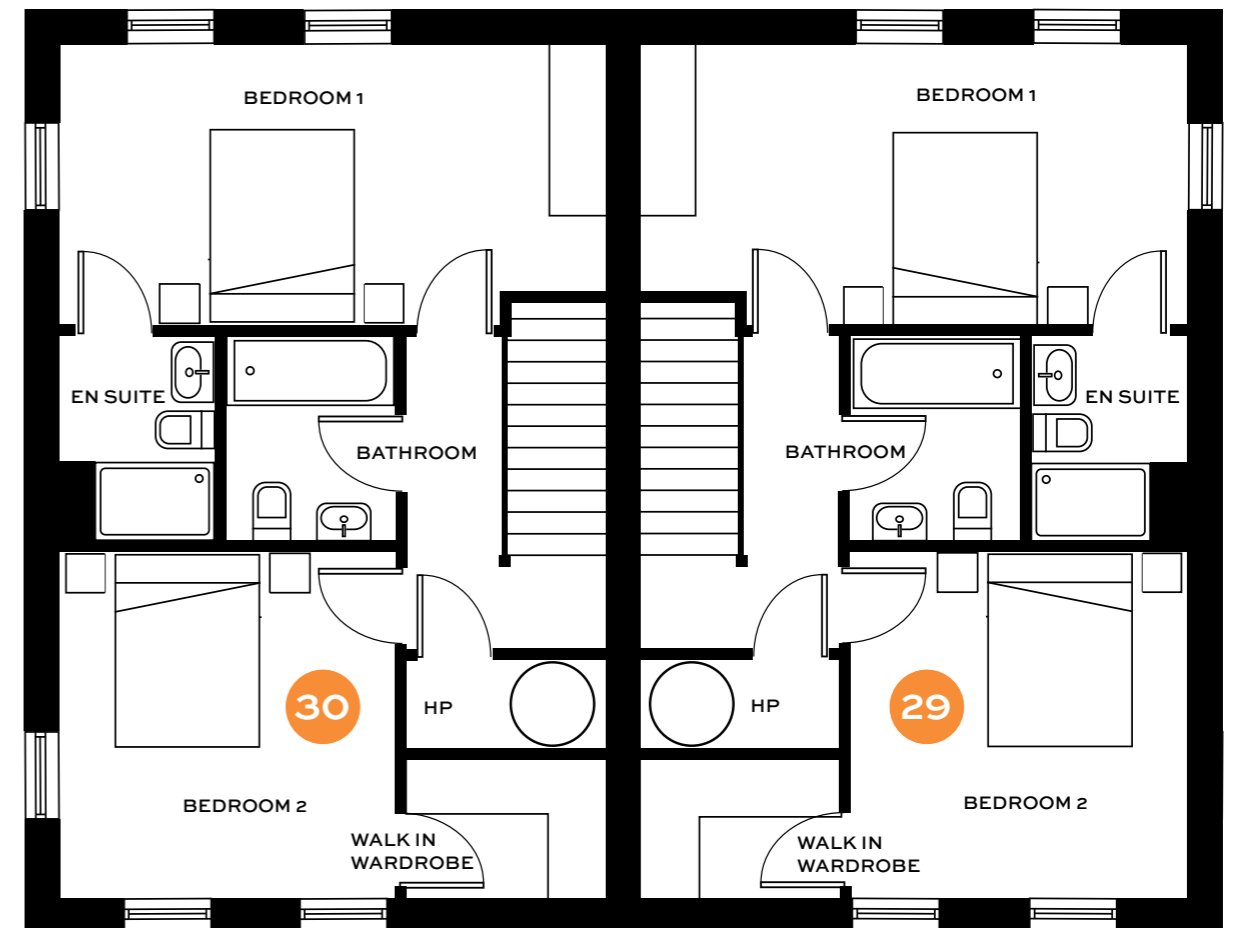 BEDROOM 1
BEDROOM 1
EN SUITE
EN SUITE
BATHROOM
BATHROOM
30
HP
HP
29
BEDROOM 2
BEDROOM 2
WALK IN
WARDROBE
WALK IN
WARDROBE